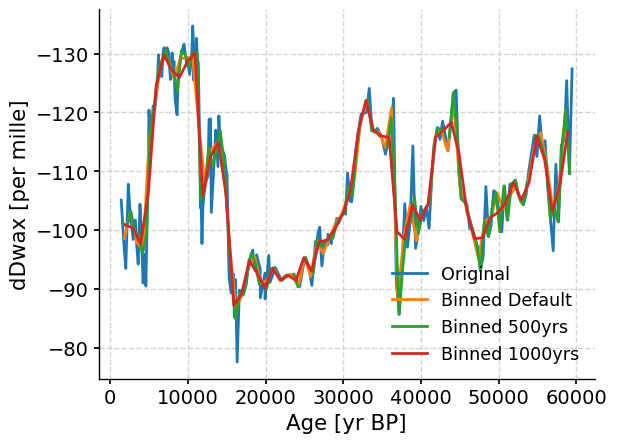 −130
−120
−110
−100
−90
−80
dDwax [per mille]
Original
Binned Default
Binned 500yrs
Binned 1000yrs
0 10000 20000 30000 40000 50000 60000
Age [yr BP]